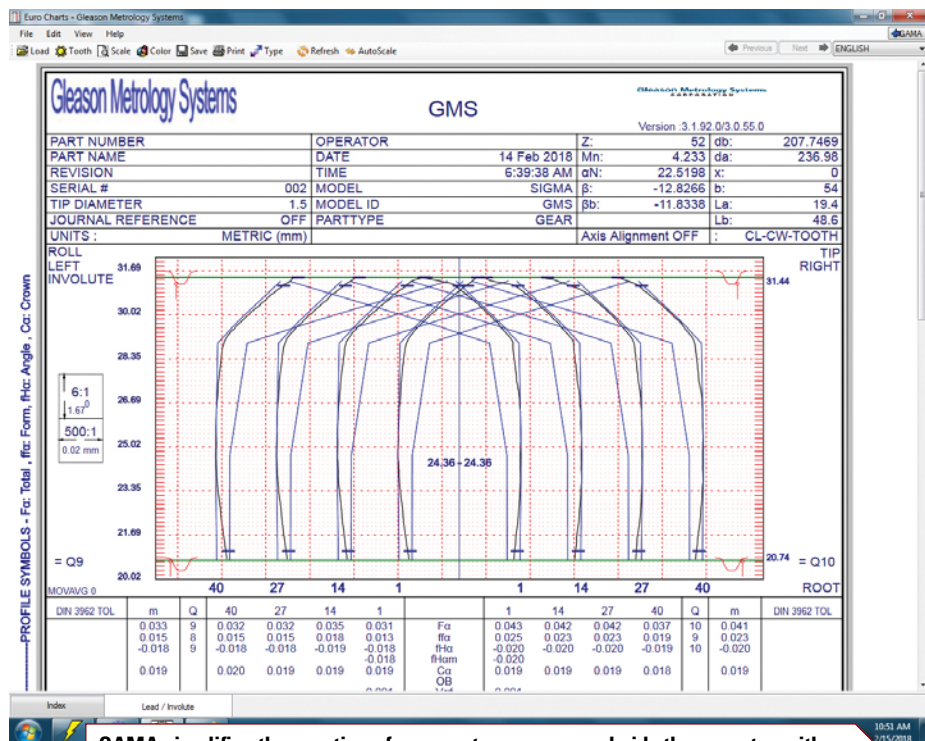 Euro Charts - Gleason Metrology Systems
File Edit View Help
GAMA
Load Tooth Scale Color Save Print Type Refresh AutoScale Previous Next ENGLISH
Gleason Metrology Systems
GMS
Gleason Metrology Systems
CORPORATION
Version :3.1.92.0/3.0.55.0
PART NUMBER OPERATOR Z: 52 db: 207.7469
PART NAME DATE 14 Feb 2018 Mn: 4.233 da: 236.98
REVISION TIME 6:39:38 AM αN: 22.5198 x: 0
SERIAL # 002 MODEL SIGMA β: -12.8266 b: 54
TIP DIAMETER 1.5 MODEL ID GMS βb: -11.8338 La: 19.4
JOURNAL REFERENCE OFF PARTTYPE GEAR Lb: 48.6
UNITS : METRIC (mm) Axis Alignment OFF : CL-CW-TOOTH
ROLL TIP
LEFT RIGHT
INVOLUTE
31.69
31.44
30.02
28.35
26.69
25.02
23.35
21.69
20.02
6:1
1.67⁰
500:1
0.02 mm
24.36 - 24.36
20.74
= Q9
= Q10
MOVAVG 0
40 27 14 1 1 14 27 40 ROOT
PROFILE SYMBOLS - Fα: Total , ffα: Form, fHα: Angle , Cα: Crown
DIN 3962 TOL m Q 40 27 14 1 1 14 27 40 Q m DIN 3962 TOL
0.033 9 0.032 0.032 0.035 0.031 Fα 0.043 0.042 0.042 0.037 10 0.041
0.015 8 0.015 0.015 0.018 0.013 ffα 0.025 0.023 0.023 0.019 9 0.023
-0.018 9 -0.018 -0.018 -0.019 -0.018 fHα -0.020 -0.020 -0.020 -0.019 10 -0.020
-0.018 fHαm -0.020
0.019 0.020 0.019 0.019 0.019 Cα 0.019 0.019 0.019 0.018 0.019
OB
Index Lead / Involute
10:51 AM
2/15/2018